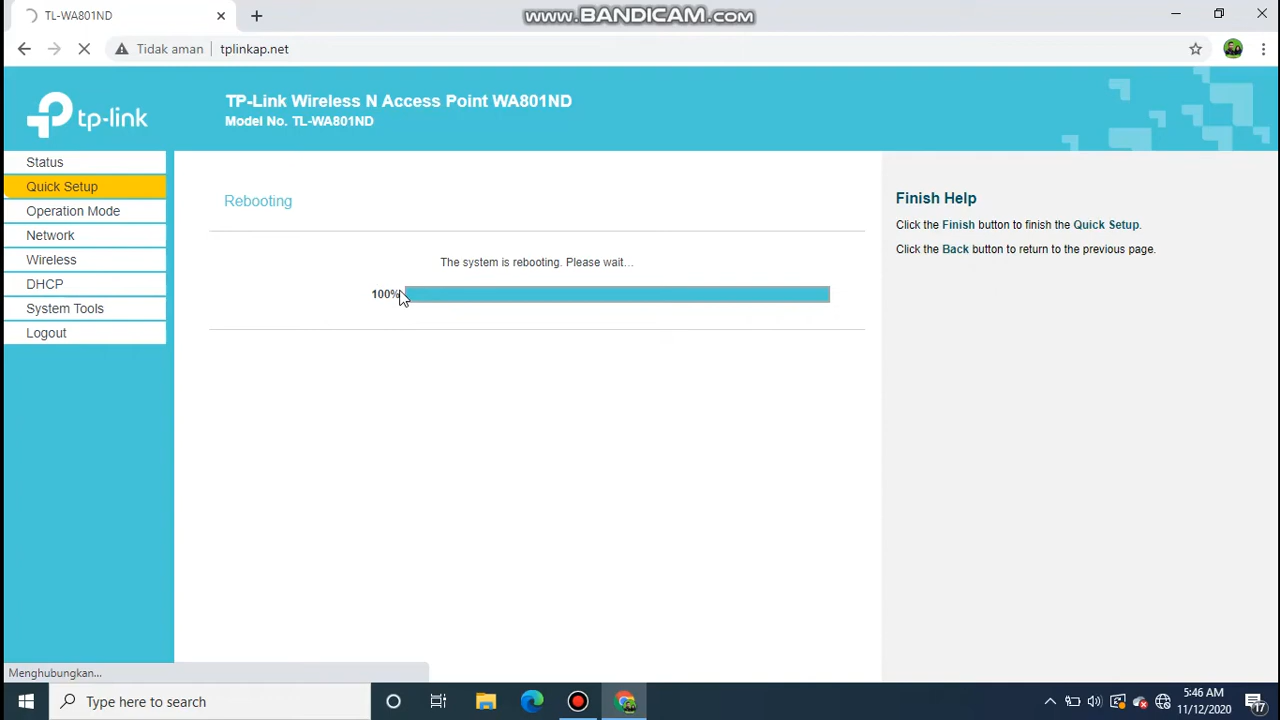 TL-WA801ND
www.BANDICAM.com
Tidak aman
tplinkap.net
tp-link
TP-Link Wireless N Access Point WA801ND
Model No. TL-WA801ND
Status
Quick Setup
Operation Mode
Network
Wireless
DHCP
System Tools
Logout
Rebooting
The system is rebooting. Please wait...
100%
Finish Help
Click the Finish button to finish the Quick Setup.
Click the Back button to return to the previous page.
Menghubungkan...
Type here to search
5:46 AM
11/12/2020
17